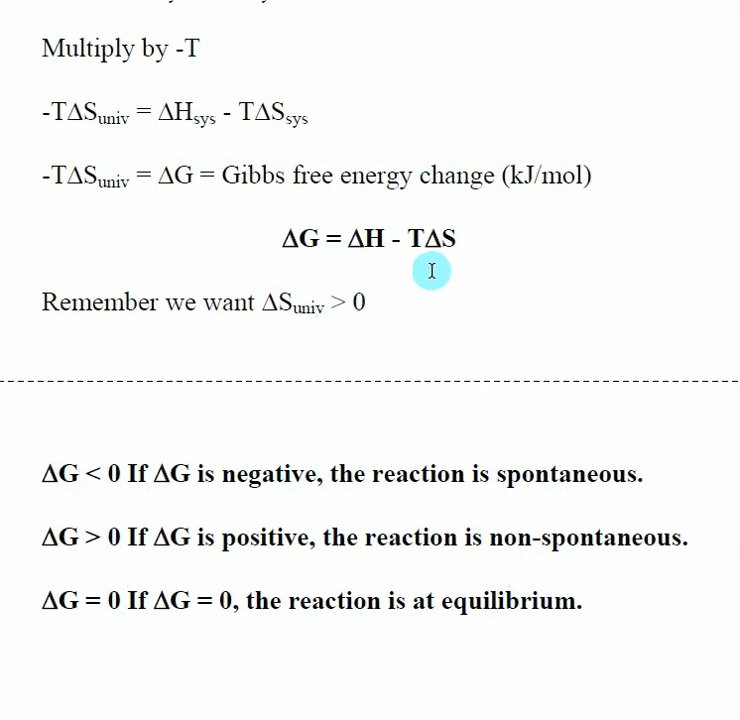 Multiply by -T
-TΔSuniv = ΔHsys - TΔSsys
-TΔSuniv = ΔG = Gibbs free energy change (kJ/mol)
ΔG = ΔH - TΔS
Remember we want ΔSuniv > 0
ΔG < 0 If ΔG is negative, the reaction is spontaneous.
ΔG > 0 If ΔG is positive, the reaction is non-spontaneous.
ΔG = 0 If ΔG = 0, the reaction is at equilibrium.